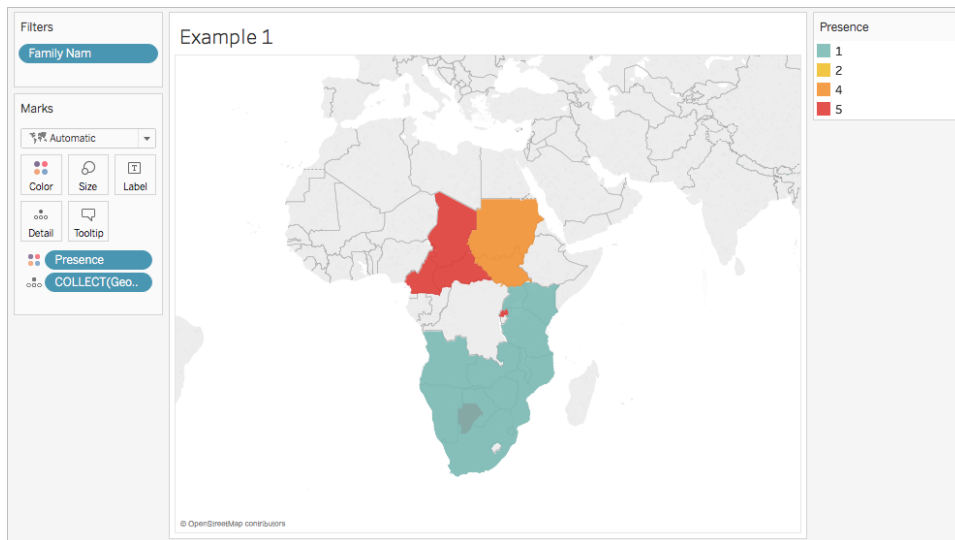 Filters
Family Nam
Marks
Automatic
Color
Size
Label
Detail
Tooltip
Presence
COLLECT(Geo..
Example 1
© OpenStreetMap contributors
Presence
1
2
4
5